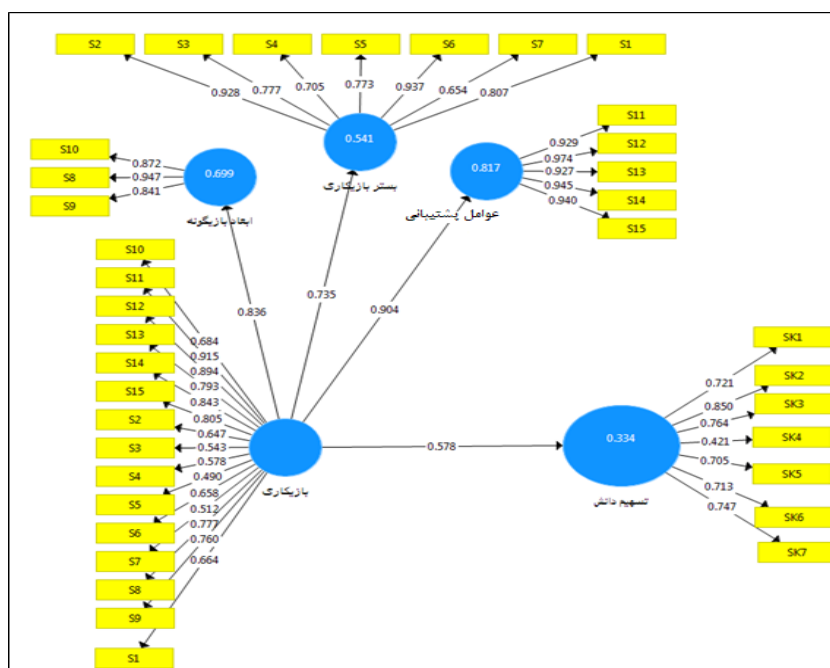 S2
S3
S4
S5
S6
S7
S1
0.928
0.777
0.705
0.773
0.937
0.654
0.807
0.541
بستر بازیکاری
S10
S8
S9
0.872
0.947
0.841
0.699
ابعاد بازیگونه
0.817
عوامل پشتیبانی
0.929
0.974
0.927
0.945
0.940
S11
S12
S13
S14
S15
0.836
0.735
0.904
S10
S11
S12
S13
S14
S15
S2
S3
S4
S5
S6
S7
S8
S9
S1
0.684
0.915
0.894
0.793
0.843
0.805
0.647
0.543
0.578
0.490
0.658
0.512
0.777
0.760
0.664
بازیکاری
0.578
0.334
تسهیم دانش
0.721
0.850
0.764
0.421
0.705
0.713
0.747
SK1
SK2
SK3
SK4
SK5
SK6
SK7